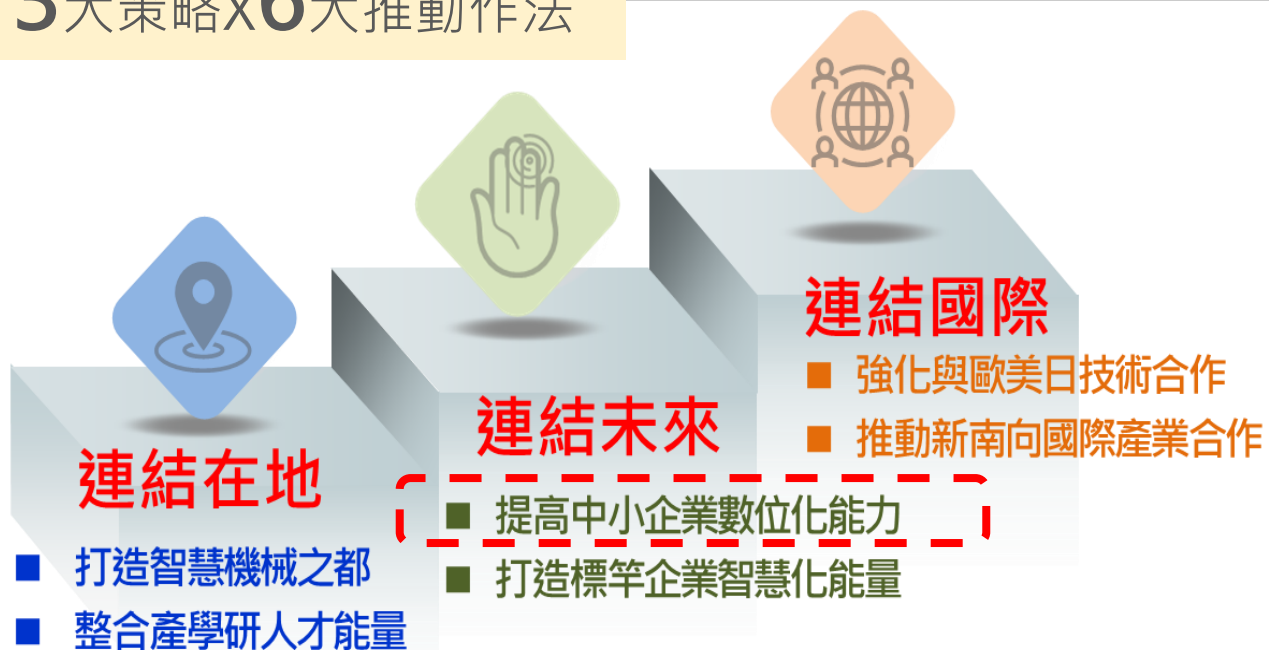 3大策略x6大推動作法
連結在地
■ 打造智慧機械之都
■ 整合產學研人才能量
連結未來
■ 提高中小企業數位化能力
■ 打造標竿企業智慧化能量
連結國際
■ 強化與歐美日技術合作
■ 推動新南向國際產業合作